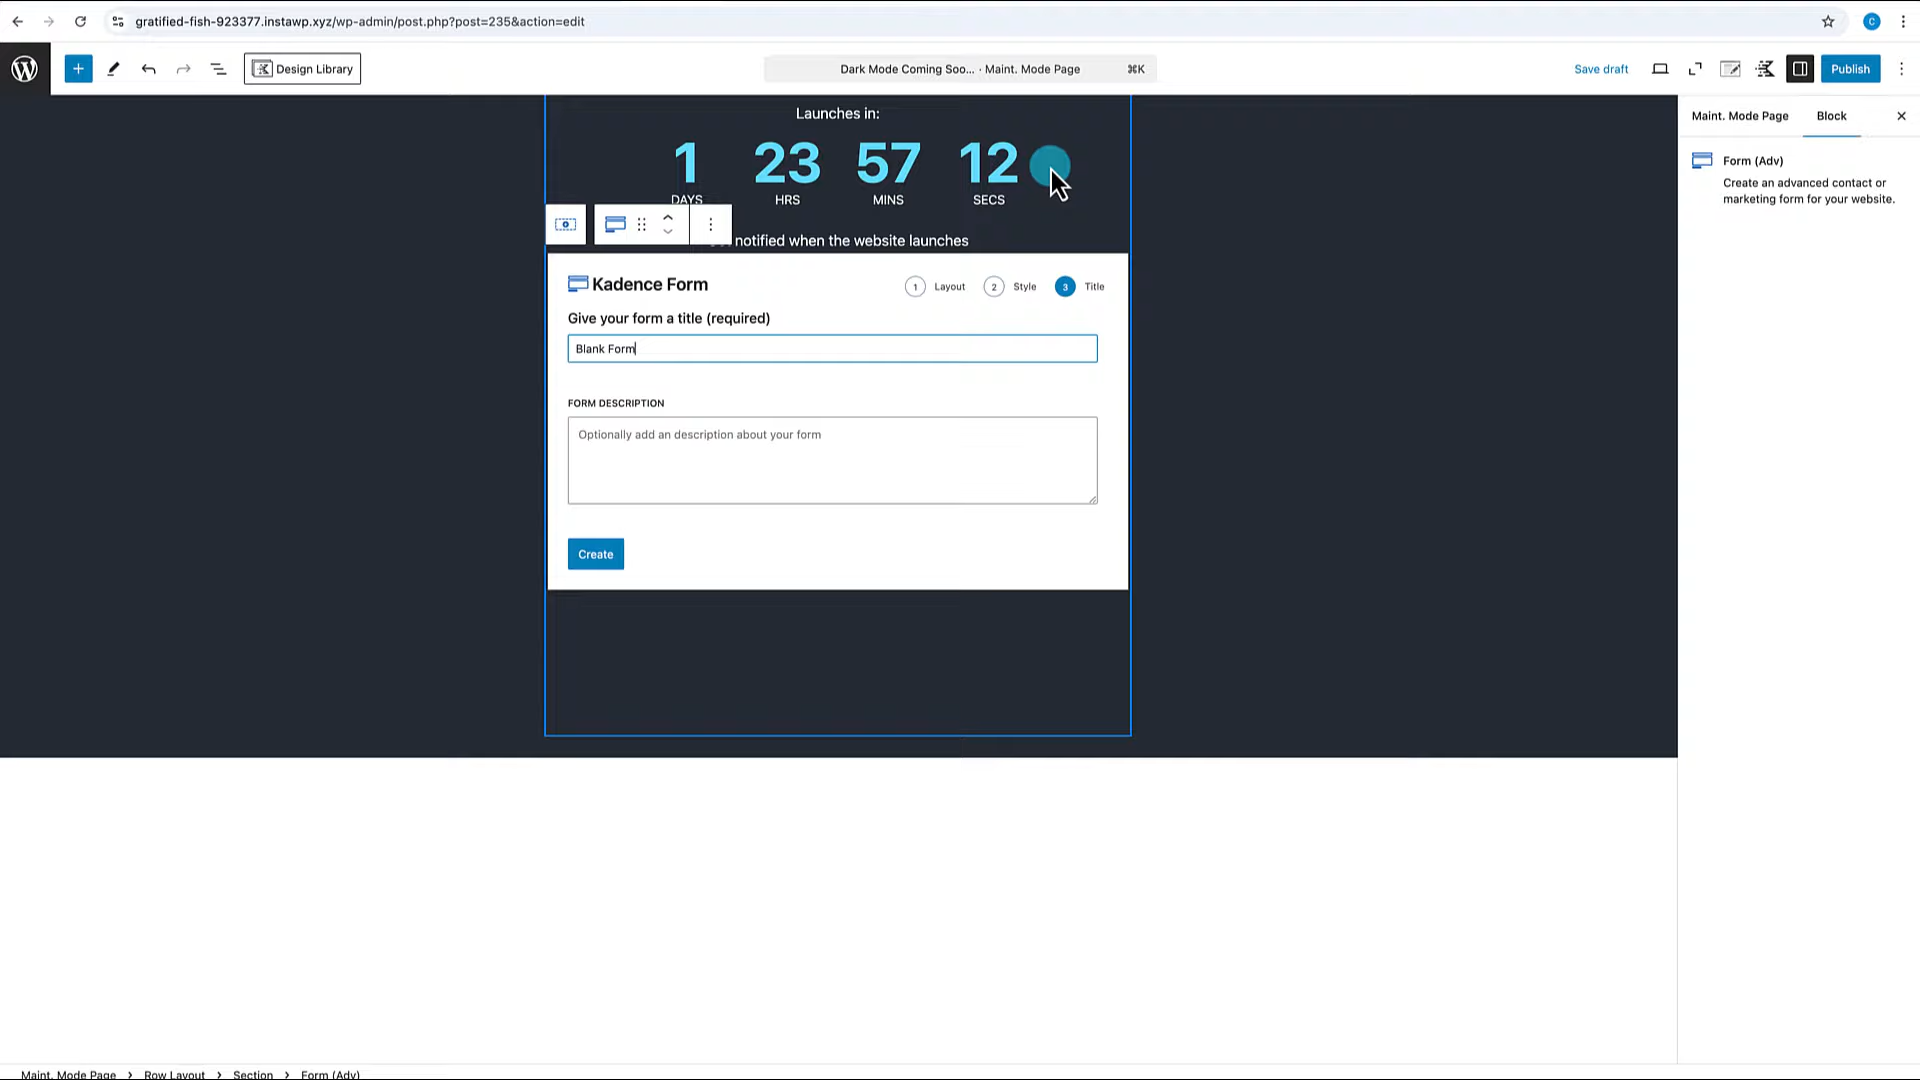 gratified-fish-923377.instawp.xyz/wp-admin/post.php?post=235&action=edit
C
Design Library
Dark Mode Coming Soo... · Maint. Mode Page
⌘K
Save draft
Publish
Maint. Mode Page
Block
Form (Adv)
Create an advanced contact or
marketing form for your website.
Launches in:
1 23 57 12
DAYS HRS MINS SECS
notified when the website launches
Kadence Form
1 Layout 2 Style 3 Title
Give your form a title (required)
Blank Form
FORM DESCRIPTION
Optionally add an description about your form
Create
Maint. Mode Page > Row Layout > Section > Form (Adv)